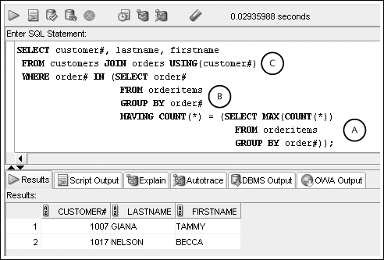 0.02935988 seconds
Enter SQL Statement:
SELECT customer#, lastname, firstname
FROM customers JOIN orders USING(customer#)
C
WHERE order# IN (SELECT order#
FROM orderitems
B
GROUP BY order#
HAVING COUNT(*) = (SELECT MAX(COUNT(*))
A
FROM orderitems
GROUP BY order#));
Results Script Output Explain Autotrace DBMS Output OWA Output
Results:
CUSTOMER# LASTNAME FIRSTNAME
1 1007 GIANA TAMMY
2 1017 NELSON BECCA